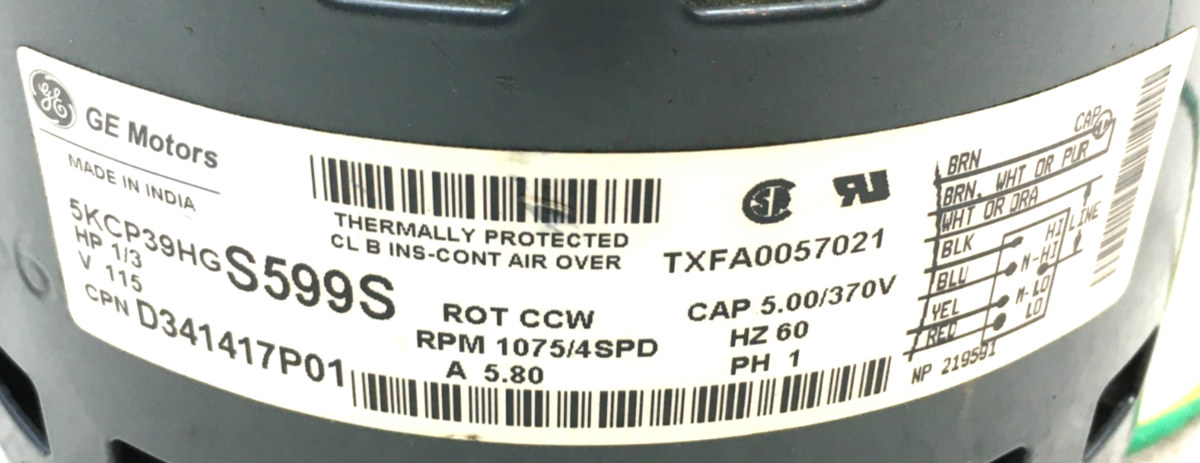 GE Motors
MADE IN INDIA
5KCP39HGS599S
HP 1/3
V 115
CPN D341417P01
THERMALLY PROTECTED
CL B INS-CONT AIR OVER
ROT CCW
RPM 1075/4SPD
A 5.80
TXFA0057021
CAP 5.00/370V
HZ 60
PH 1
CAP
BRN
BRN, WHT OR PUR
WHT OR ORA
BLK
BLU
YEL
RED
HI LINE
M-HI
M-LO
LO
NP 219591